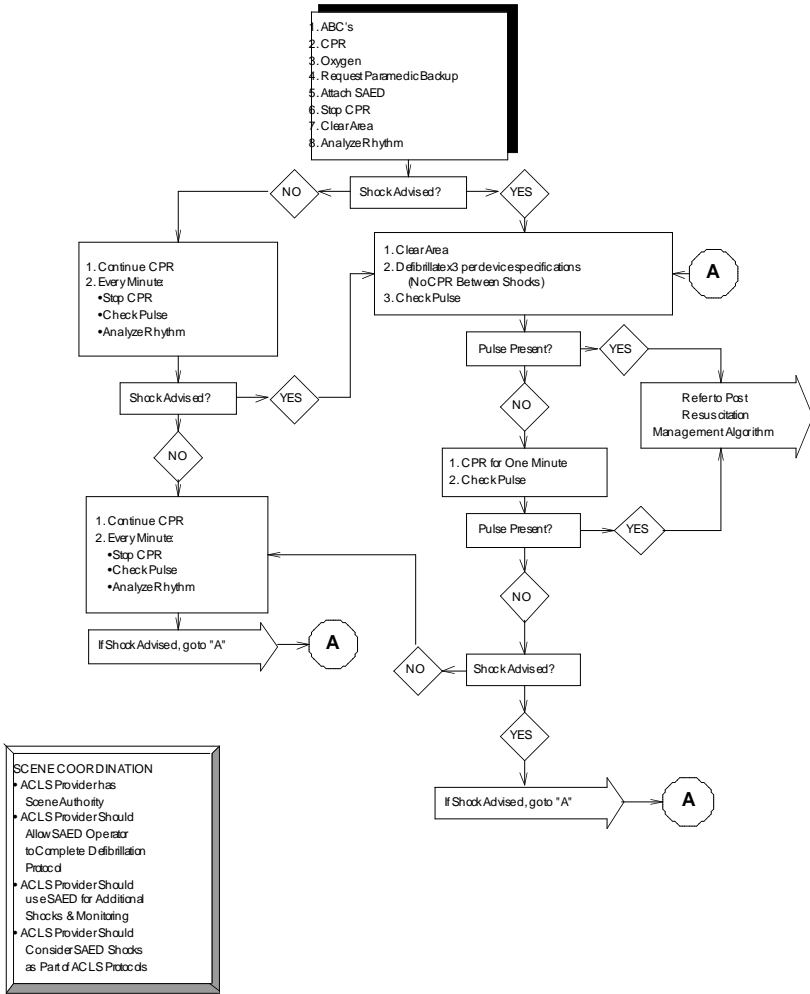 1. ABC's
2. CPR
3. Oxygen
4. Request Paramedic Backup
5. Attach SAED
6. Stop CPR
7. Clear Area
8. Analyze Rhythm
NO
Shock Advised?
YES
1. Continue CPR
2. Every Minute:
•Stop CPR
•Check Pulse
•Analyze Rhythm
1. Clear Area
2. Defibrillate x3 per device specifications
(No CPR Between Shocks)
3. Check Pulse
A
Pulse Present?
YES
Shock Advised?
YES
NO
Refer to Post
Resuscitation
Management Algorithm
NO
1. CPR for One Minute
2. Check Pulse
1. Continue CPR
2. Every Minute:
•Stop CPR
•Check Pulse
•Analyze Rhythm
Pulse Present?
YES
NO
If Shock Advised, go to "A"
A
NO
Shock Advised?
YES
If Shock Advised, go to "A"
A
SCENE COORDINATION
• ACLS Provider has
Scene Authority
• ACLS Provider Should
Allow SAED Operator
to Complete Defibrillation
Protocol
• ACLS Provider Should
use SAED for Additional
Shocks & Monitoring
• ACLS Provider Should
Consider SAED Shocks
as Part of ACLS Protocols